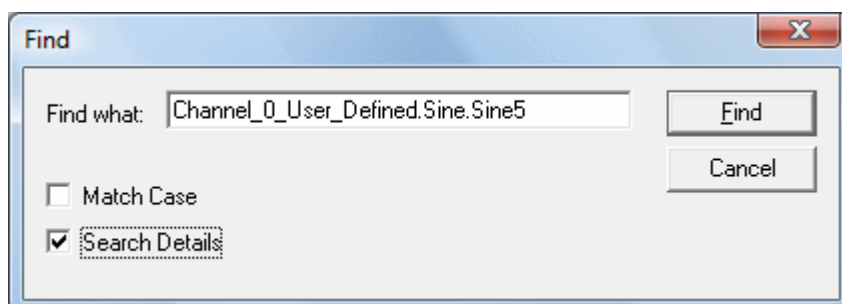 Find
Find what: Channel_0_User_Defined.Sine.Sine5
Find
Cancel
Match Case
Search Details